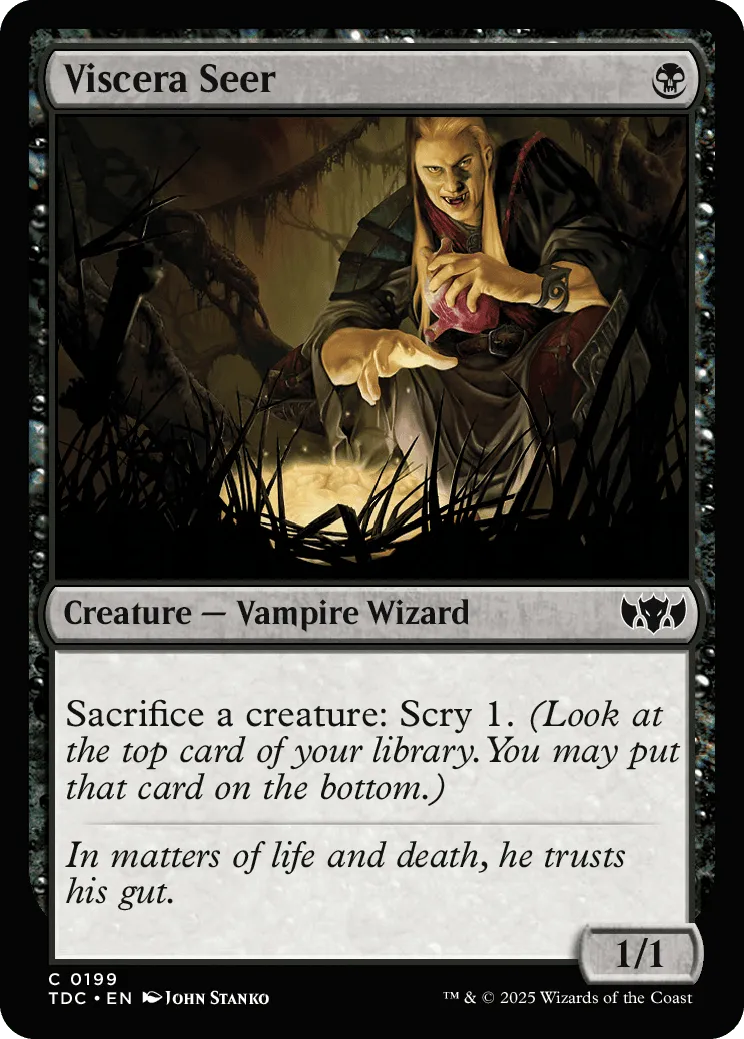 Viscera Seer
Creature — Vampire Wizard
Sacrifice a creature: Scry 1. (Look at
the top card of your library. You may put
that card on the bottom.)
In matters of life and death, he trusts
his gut.
1/1
C 0199
TDC • EN John Stanko
™ & © 2025 Wizards of the Coast